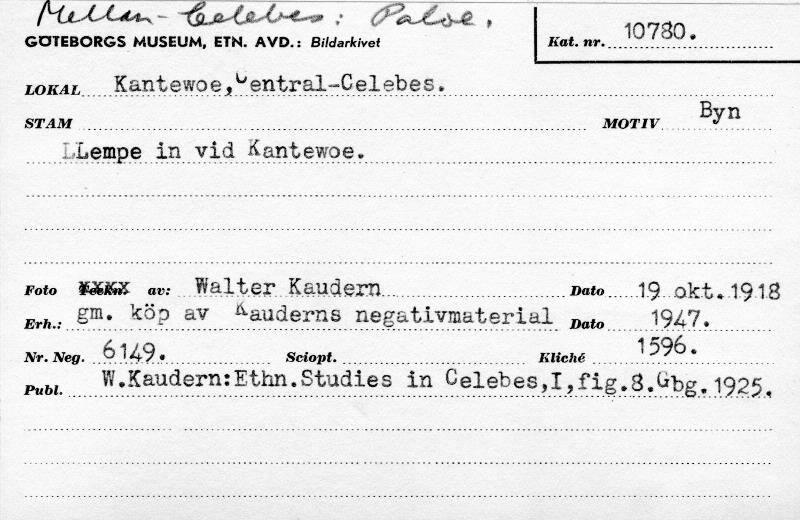 Mellan-Celebes: Paloe.
GÖTEBORGS MUSEUM, ETN. AVD.: Bildarkivet
Kat. nr. 10780.
LOKAL Kantewoe, Central-Celebes.
STAM MOTIV Byn
LLempe in vid Kantewoe.
Foto Teckn. av: Walter Kaudern Dato 19 okt.1918
Erh.: gm. köp av Kauderns negativmaterial Dato 1947.
Nr. Neg. 6149. Sciopt. Kliché 1596.
Publ. W.Kaudern:Ethn.Studies in Celebes,I,fig.8.Gbg.1925.